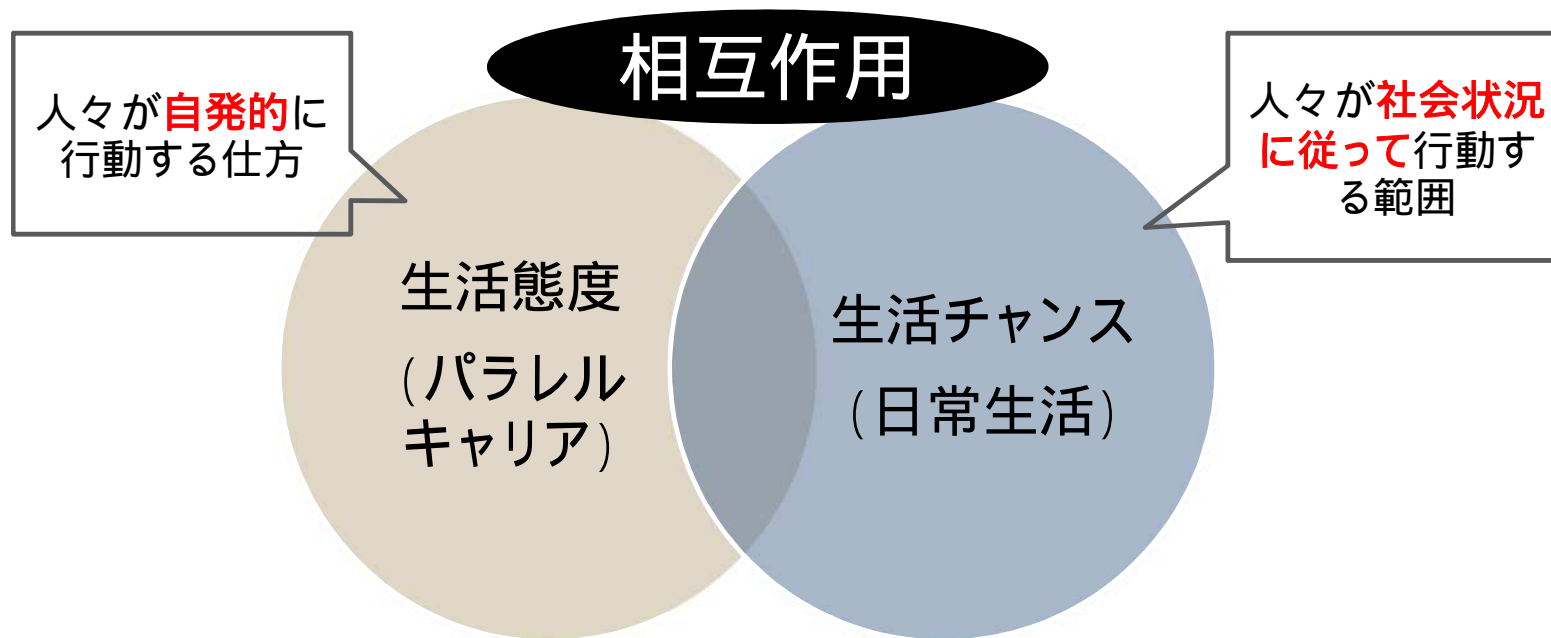 相互作用
人々が自発的に
行動する仕方
人々が社会状況
に従って行動す
る範囲
生活態度
(パラレル
キャリア)
生活チャンス
(日常生活)